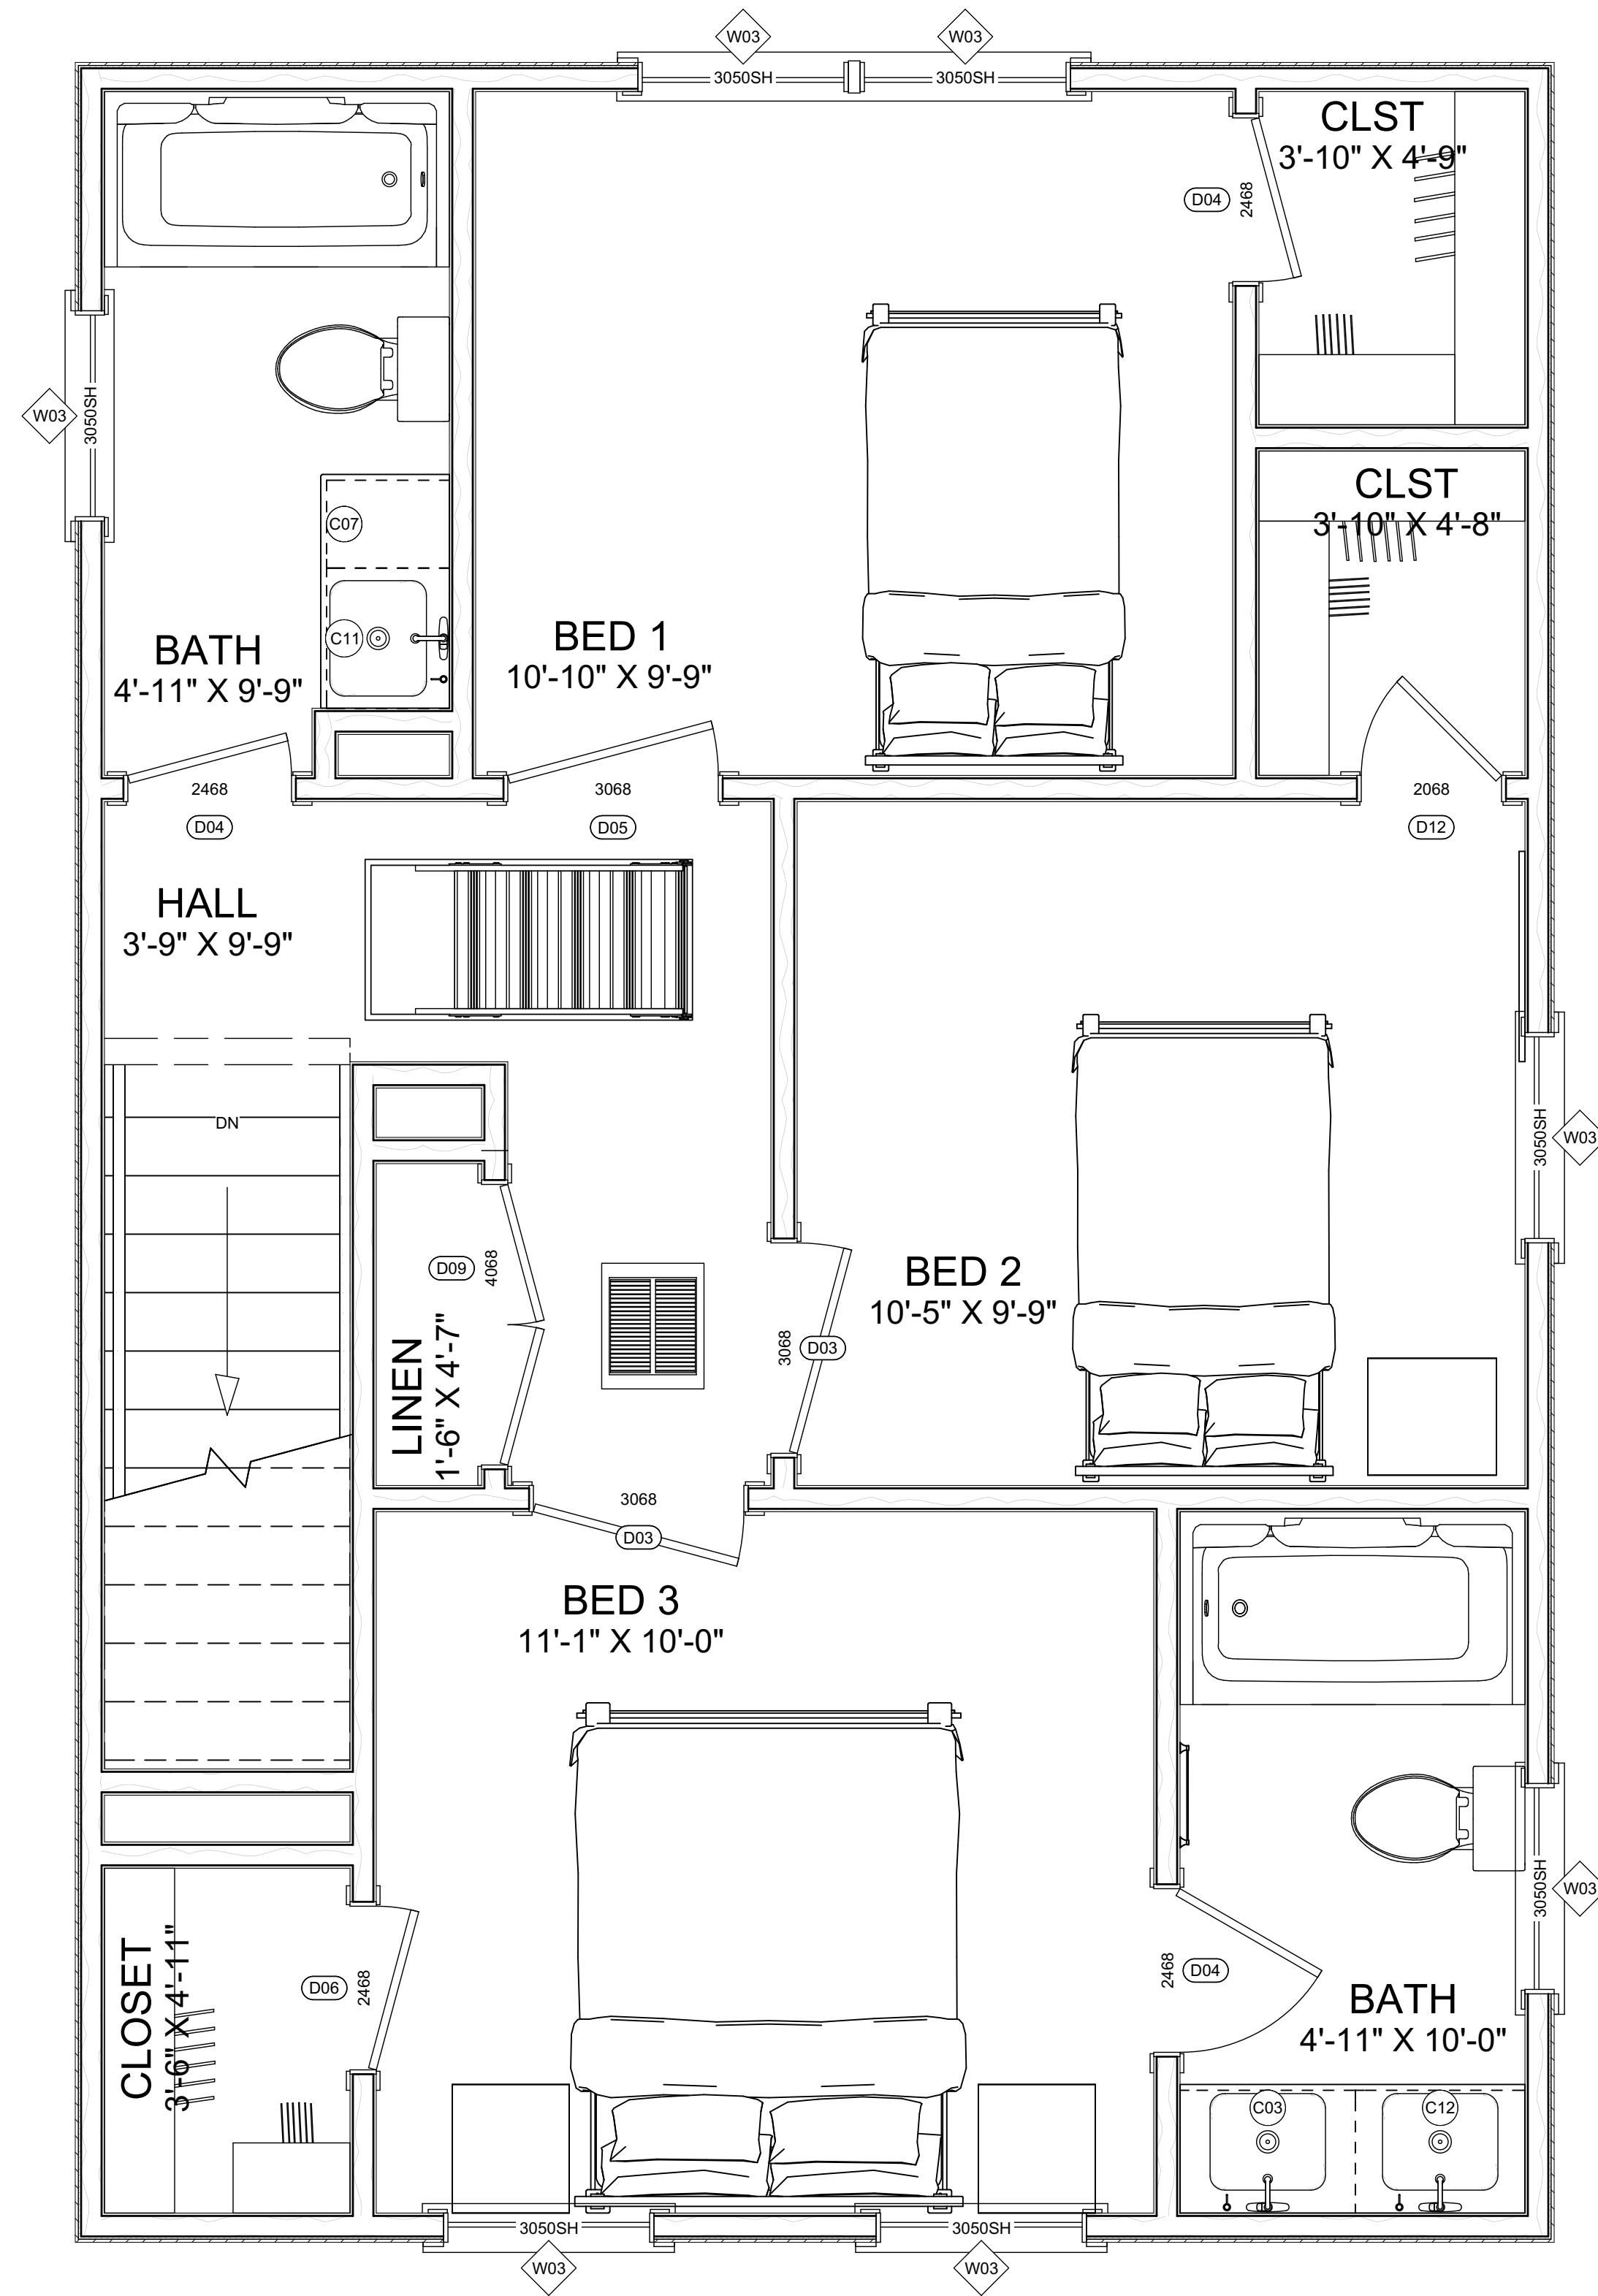 W03
W03
3050SH
3050SH
CLST
3'-10" X 4'-9"
D04
2468
W03
3050SH
CLST
3'-10" X 4'-8"
C07
C11
BATH
4'-11" X 9'-9"
BED 1
10'-10" X 9'-9"
2468
D04
3068
D05
2068
D12
HALL
3'-9" X 9'-9"
DN
3050SH
W03
D09
4068
LINEN
1'-6" X 4'-7"
BED 2
10'-5" X 9'-9"
3068
D03
3068
D03
BED 3
11'-1" X 10'-0"
3050SH
W03
CLOSET
3'-6" X 4'-11"
D06
2468
2468
D04
BATH
4'-11" X 10'-0"
C03
C12
3050SH
3050SH
W03
W03